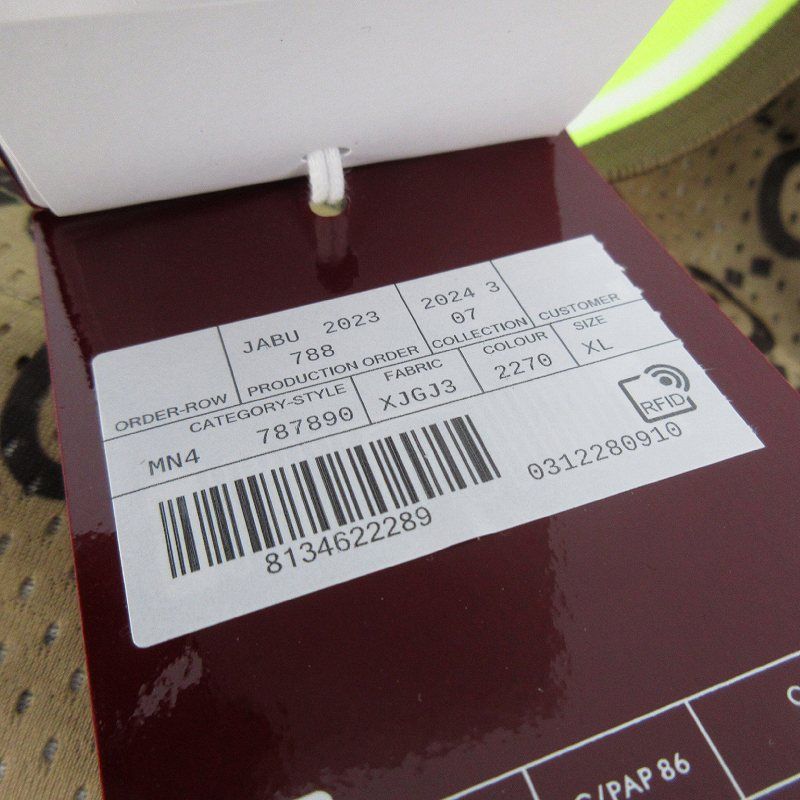 JABU 2023
788
2024 3
07
ORDER-ROW PRODUCTION ORDER COLLECTION CUSTOMER
CATEGORY-STYLE FABRIC COLOUR SIZE
MN4 787890 XJGJ3 2270 XL
RFID
8134622289
0312280910
/PAP 86